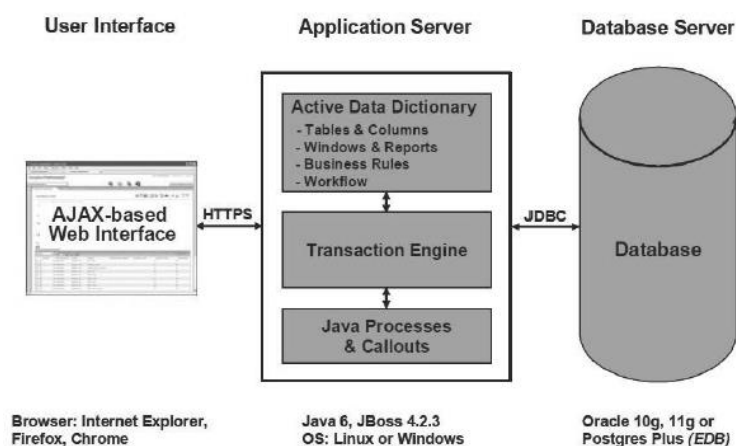 User Interface
Application Server
Database Server
Active Data Dictionary
- Tables & Columns
- Windows & Reports
- Business Rules
- Workflow
AJAX-based
Web Interface
HTTPS
Transaction Engine
JDBC
Database
Java Processes
& Callouts
Browser: Internet Explorer,
Firefox, Chrome
Java 6, JBoss 4.2.3
OS: Linux or Windows
Oracle 10g, 11g or
Postgres Plus (EDB)